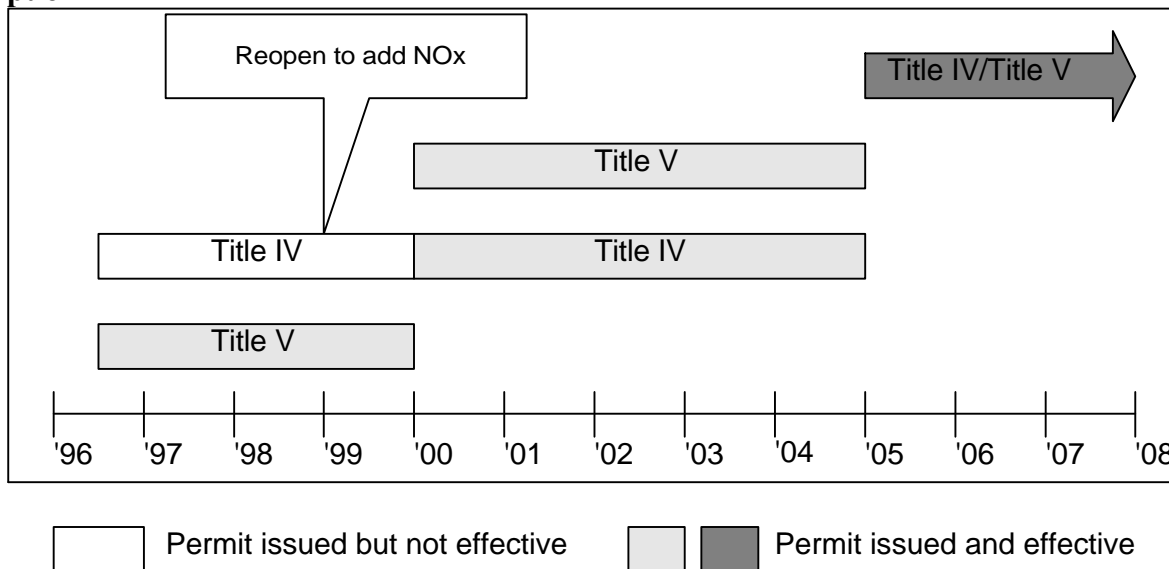 Reopen to add NOx
Title IV/Title V
Title V
Title IV
Title IV
Title V
'96 '97 '98 '99 '00 '01 '02 '03 '04 '05 '06 '07 '08
Permit issued but not effective
Permit issued and effective